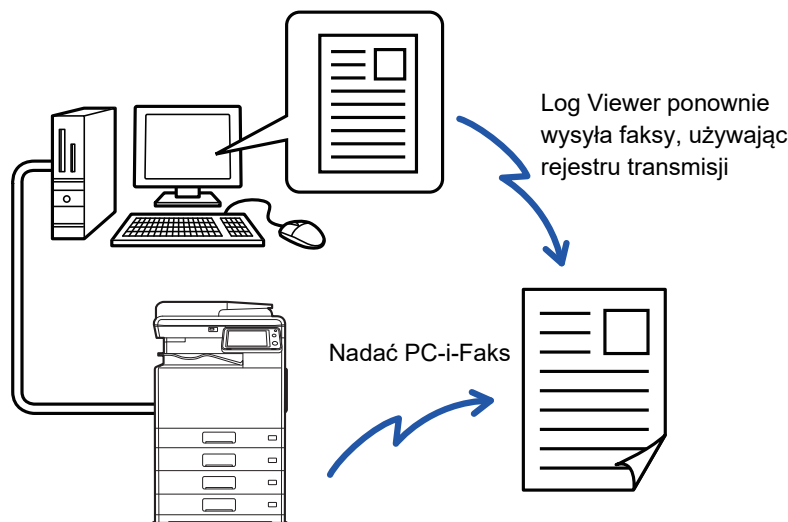 Log Viewer ponownie
wysyła faksy, używając
rejestru transmisji
Nadać PC-i-Faks